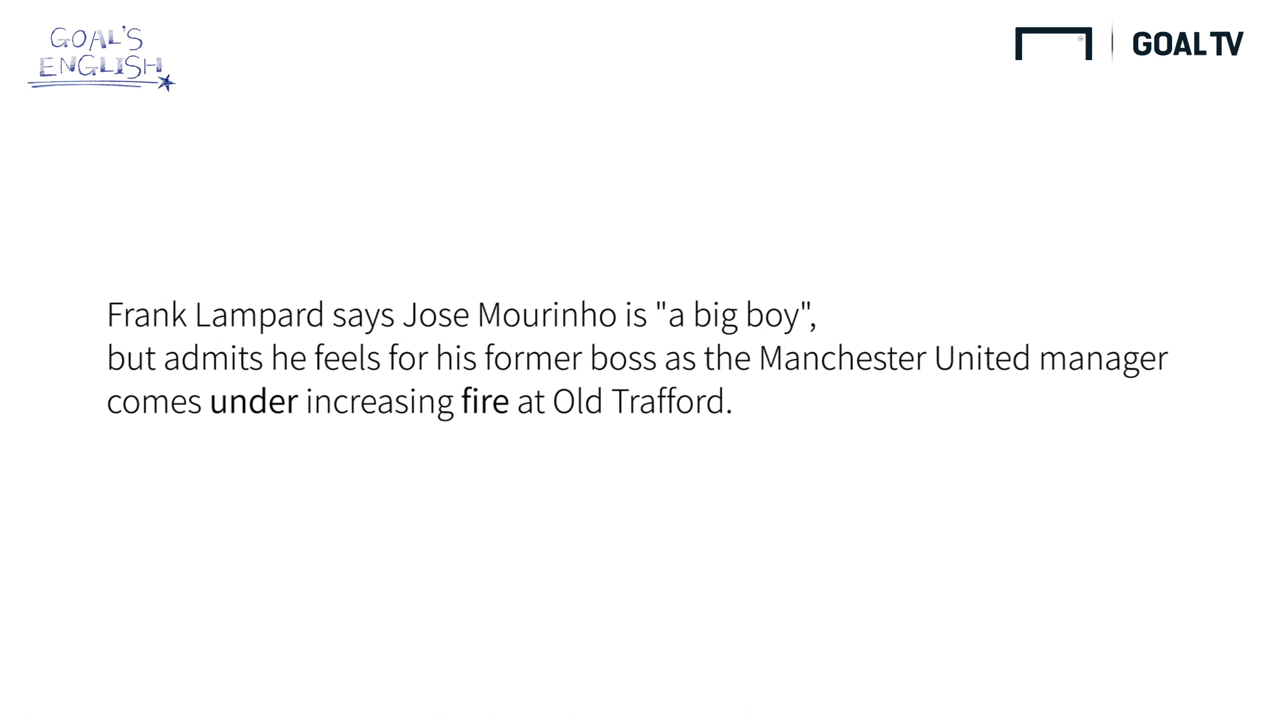 GOAL'S
ENGLISH
GOAL TV
Frank Lampard says Jose Mourinho is "a big boy",
but admits he feels for his former boss as the Manchester United manager
comes under increasing fire at Old Trafford.